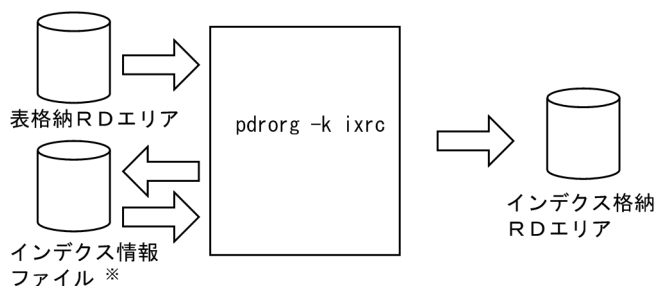 表格納ＲＤエリア
pdrorg -k ixrc
インデクス情報
ファイル ※
インデクス格納
ＲＤエリア